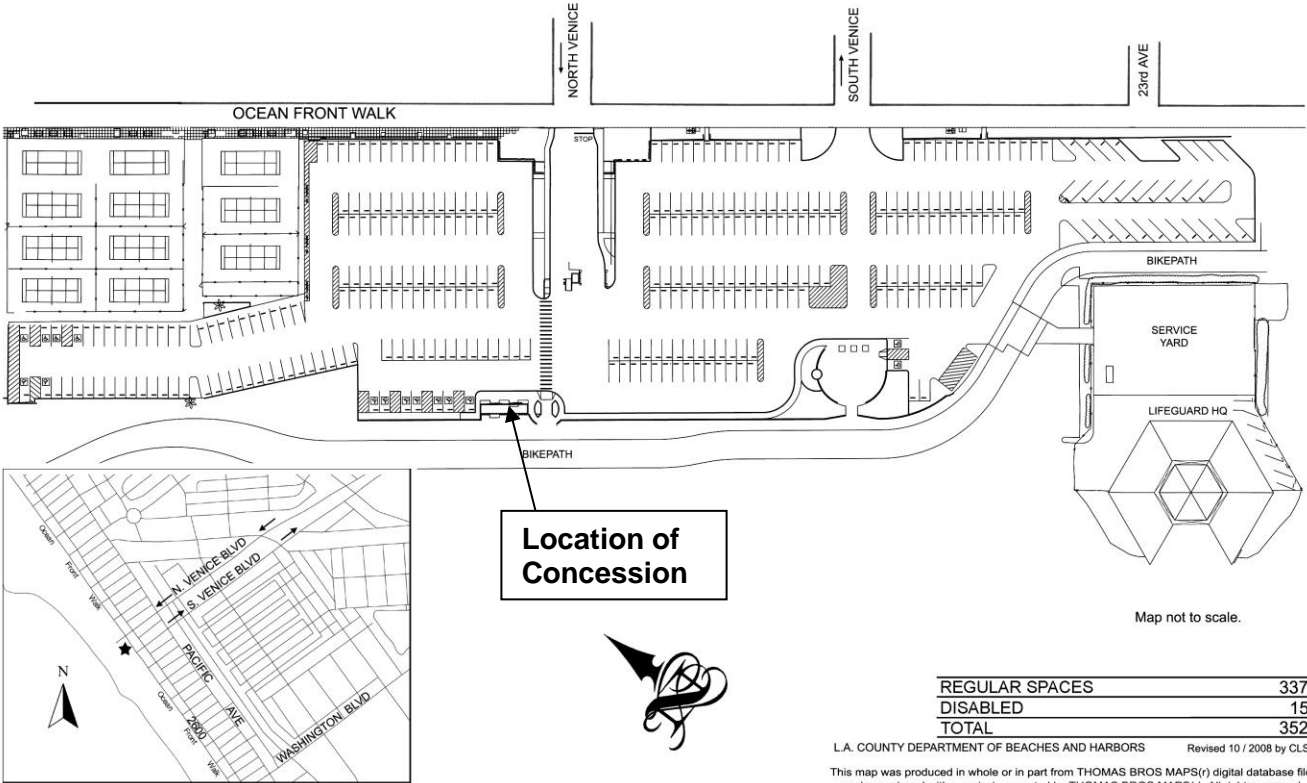 NORTH VENICE
SOUTH VENICE
23rd AVE
OCEAN FRONT WALK
STOP
BIKEPATH
SERVICE
YARD
LIFEGUARD HQ
BIKEPATH
Location of
Concession
N. VENICE BLVD
S. VENICE BLVD
Ocean Front Walk
PACIFIC AVE
2600
Ocean Front Walk
WASHINGTON BLVD
N
Map not to scale.
REGULAR SPACES 337
DISABLED 15
TOTAL 352
L.A. COUNTY DEPARTMENT OF BEACHES AND HARBORS Revised 10 / 2008 by CLS
This map was produced in whole or in part from THOMAS BROS MAPS(r) digital database